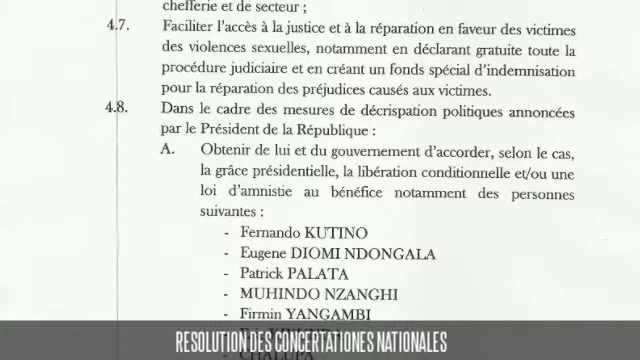 chefferie et de secteur ;
4.7. Faciliter l'accès à la justice et à la réparation en faveur des victimes
des violences sexuelles, notamment en déclarant gratuite toute la
procédure judiciaire et en créant un fonds spécial d'indemnisation
pour la réparation des préjudices causés aux victimes.
4.8. Dans le cadre des mesures de décrispation politiques annoncées
par le Président de la République :
A. Obtenir de lui et du gouvernement d'accorder, selon le cas,
la grâce présidentielle, la libération conditionnelle et/ou une
loi d'amnistie au bénéfice notamment des personnes
suivantes :
- Fernando KUTINO
- Eugene DIOMI NDONGALA
- Patrick PALATA
- MUHINDO NZANGHI
- Firmin YANGAMBI
RESOLUTION DES CONCERTATIONES NATIONALES
- CHALUPA